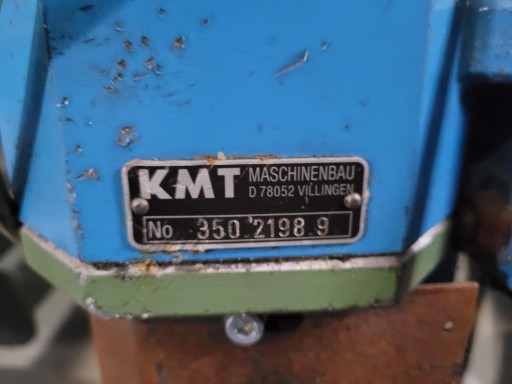 KMT MASCHINENBAU
D 78052 VILLINGEN
No 350 2198 9